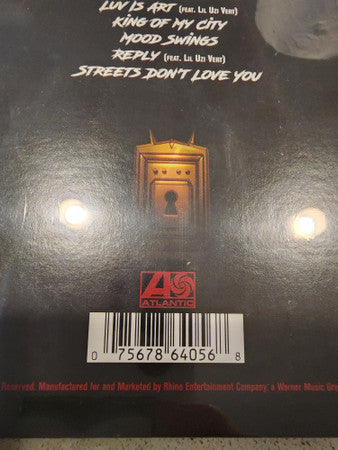 LUV IS ART (FEAT. LIL UZI VERT)
KING OF MY CITY
MOOD SWINGS
REPLY (FEAT. LIL UZI VERT)
STREETS DON'T LOVE YOU
ATLANTIC
0 75678 64056 8
Reserved. Manufactured for and Marketed by Rhino Entertainment Company, a Warner Music Gro